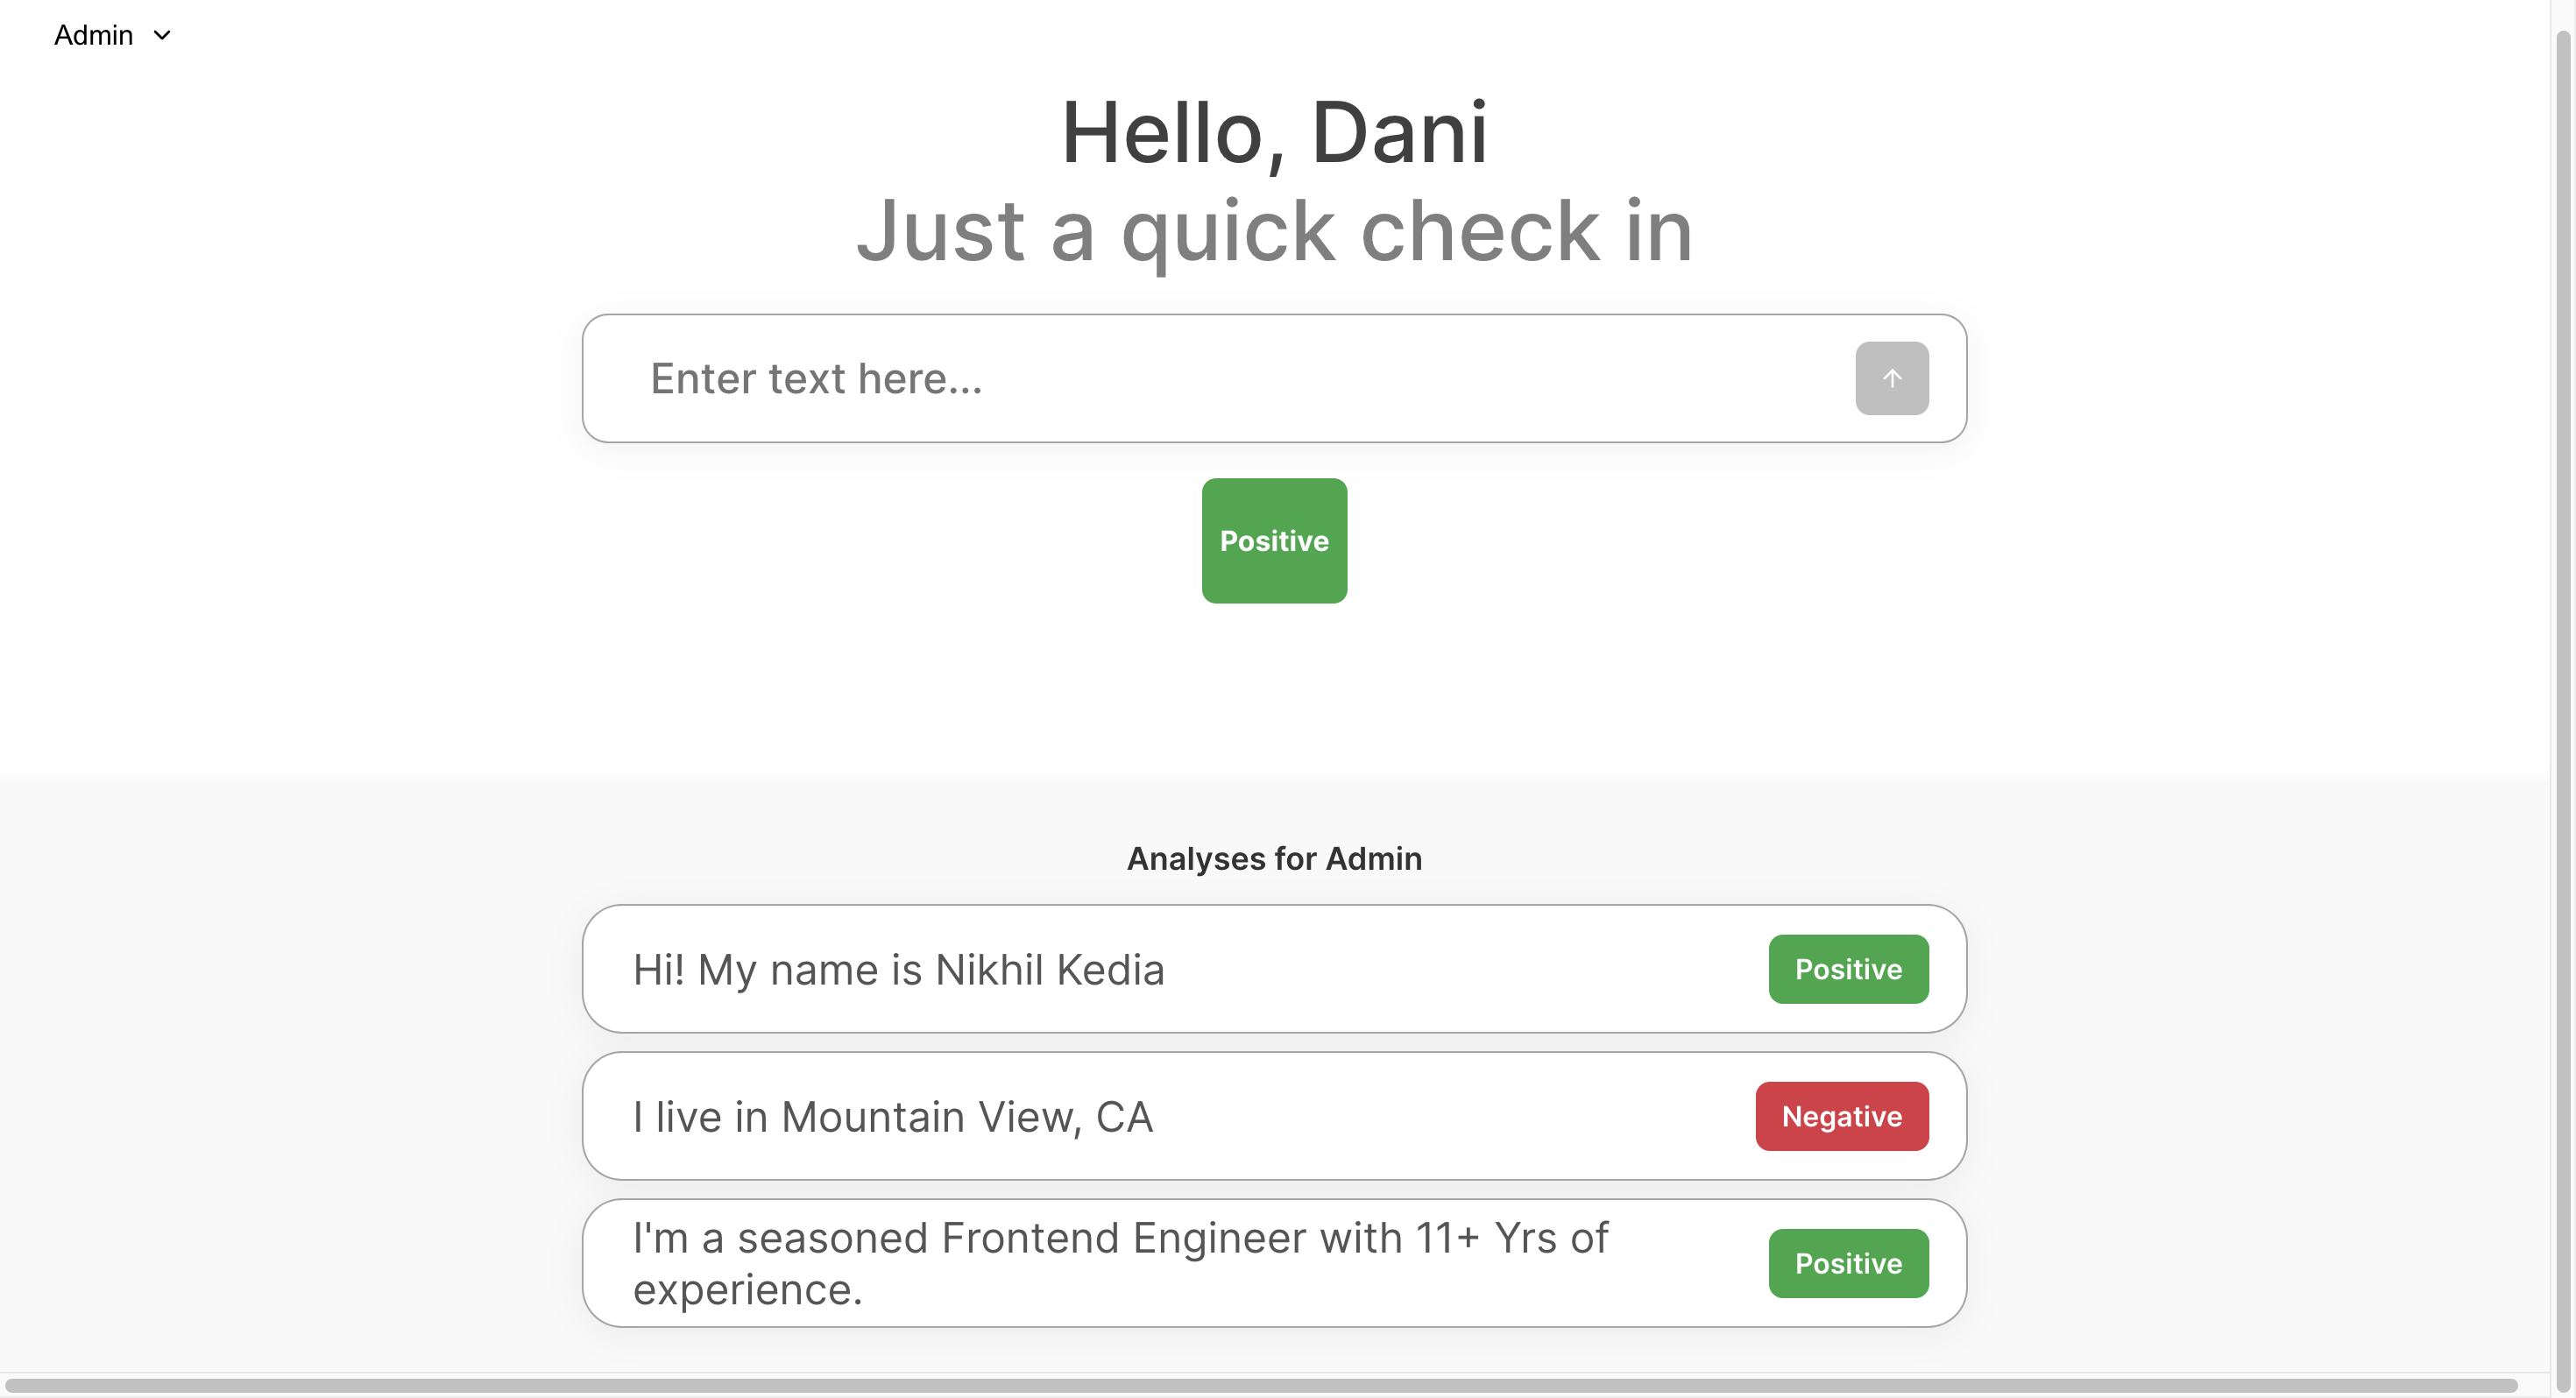 Admin
Hello, Dani
Just a quick check in
Enter text here...
Positive
Analyses for Admin
Hi! My name is Nikhil Kedia
Positive
I live in Mountain View, CA
Negative
I'm a seasoned Frontend Engineer with 11+ Yrs of
experience.
Positive